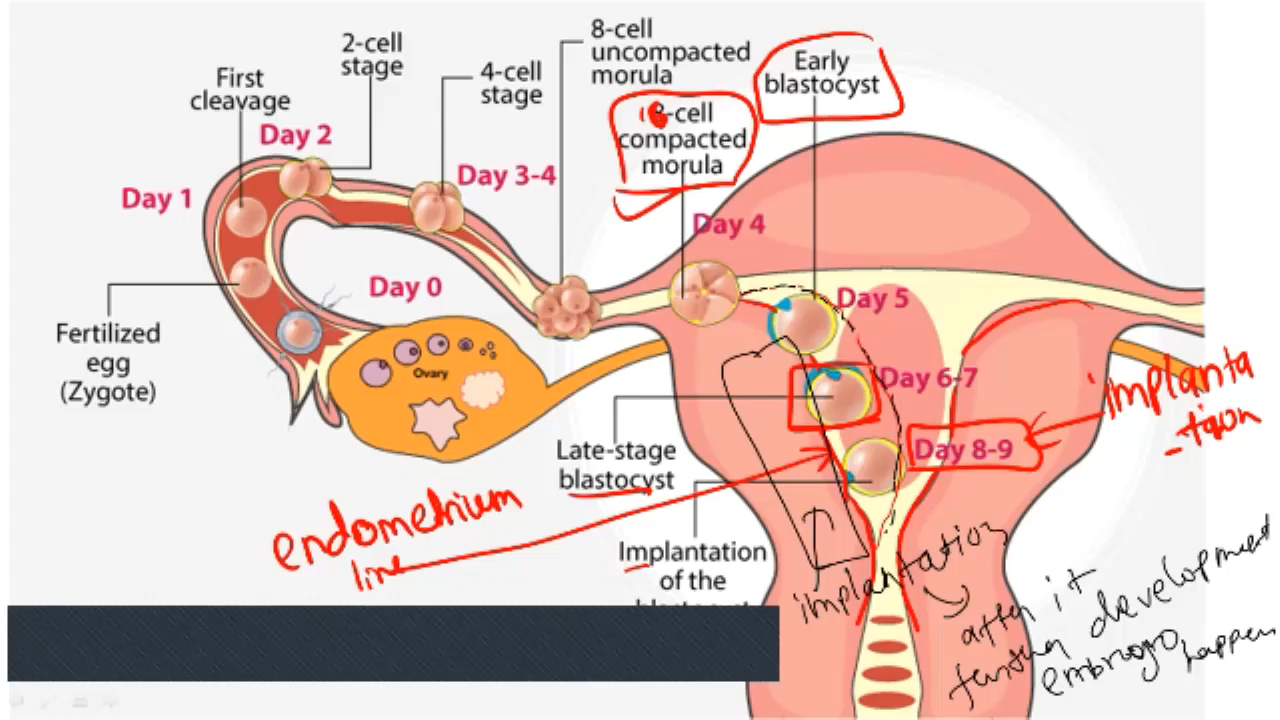 First
cleavage
2-cell
stage
4-cell
stage
8-cell
uncompacted
morula
16-cell
compacted
morula
Early
blastocyst
Day 2
Day 1
Day 3-4
Day 4
Day 0
Day 5
Fertilized
egg
(Zygote)
Ovary
Day 6-7
implanta
-tion
Late-stage
blastocyst
Day 8-9
endometrium
line
Implantation
of the
blastocyst
implantation
after it
further development
embrayo happen